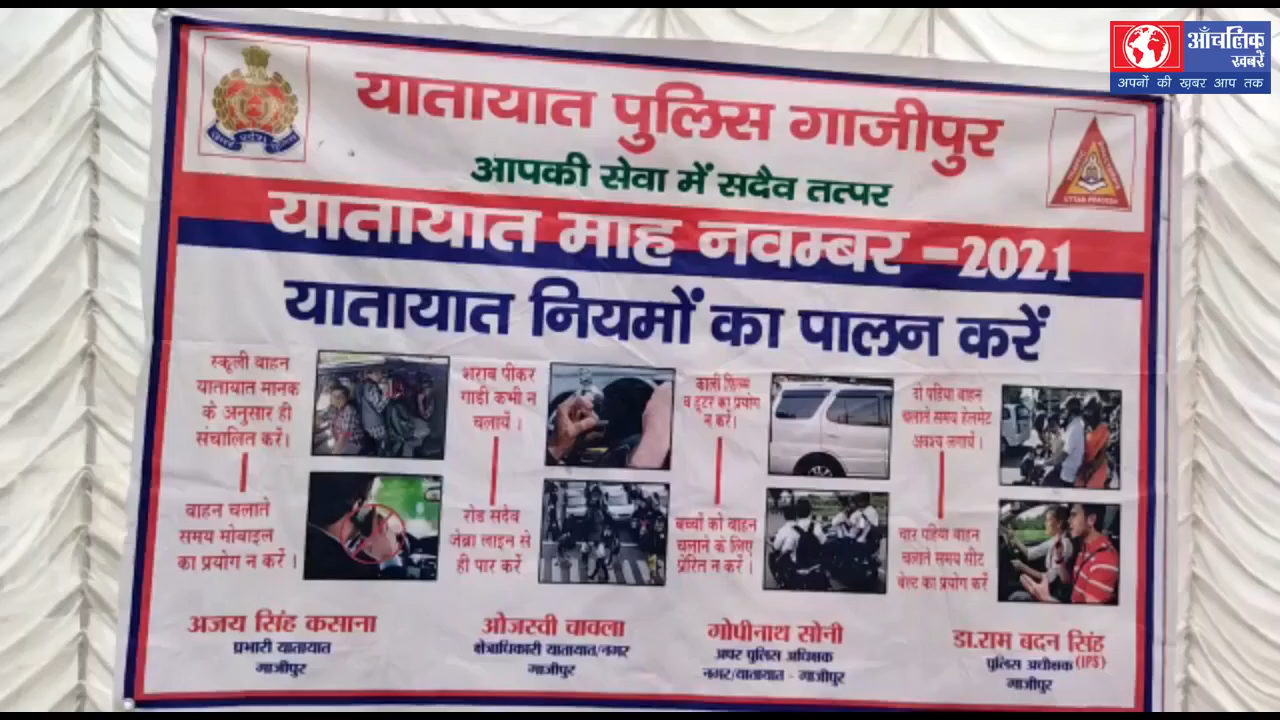 आँचलिक
खबरें
अपनों की ख़बर आप तक
यातायात पुलिस गाजीपुर
आपकी सेवा में सदैव तत्पर
UTTAR PRADESH
यातायात माह नवम्बर -2021
यातायात नियमों का पालन करें
स्कूली वाहन
यातायात मानक
के अनुसार ही
संचालित करें।
शराब पीकर
गाडी कभी न
चलायें ।
काली फ़िल्म
व हूटर का प्रयोग
न करें।
दो पहिया वाहन
चलाते समय हेलमेट
अवश्य लगायें ।
वाहन चलाते
समय मोबाइल
का प्रयोग न करें ।
रोड सदैव
जेब्रा लाइन से
ही पार करें
बच्चों को वाहन
चलाने के लिए
प्रेरित न करें ।
चार पहिया वाहन
चलाते समय सीट
बेल्ट का प्रयोग करें
अजय सिंह कसाना
प्रभारी यातायात
गाजीपुर
ओजस्वी चावला
क्षेत्राधिकारी यातायात/नगर
गाजीपुर
गोपीनाथ सोनी
अपर पुलिस अधिक्षक
नगर/यातायात - गाजीपुर
डा.राम बदन सिंह
पुलिस अधीक्षक (IPS)
गाजीपुर